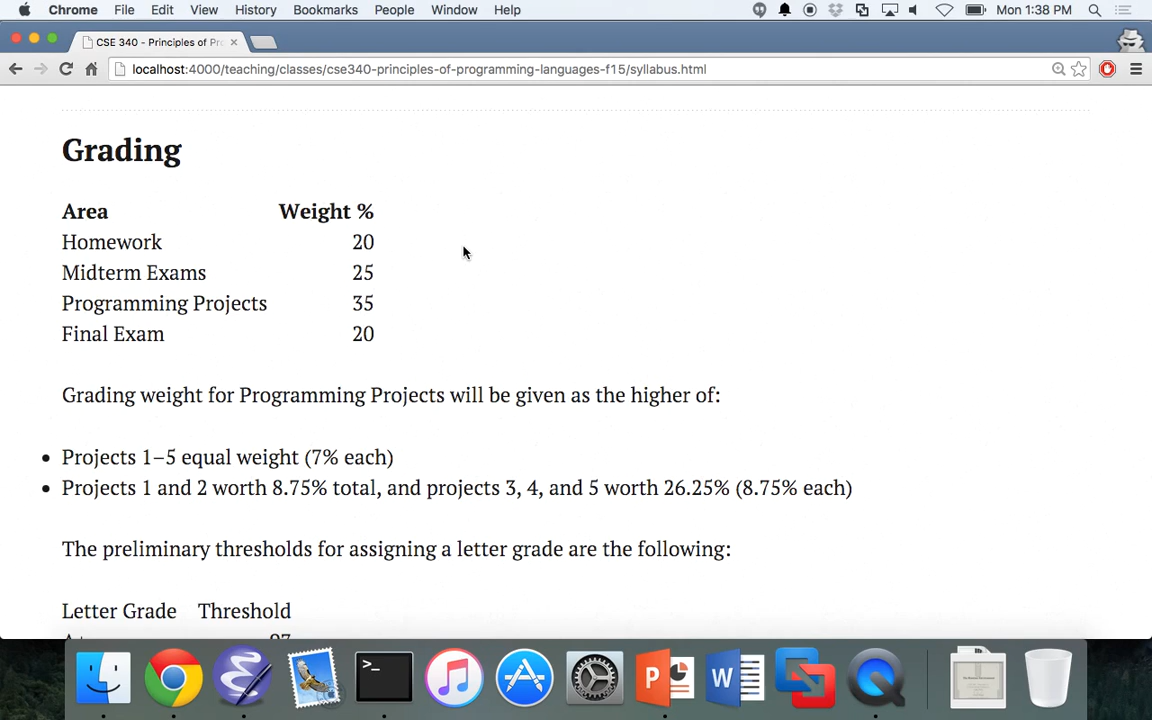 Chrome File Edit View History Bookmarks People Window Help Mon 1:38 PM
CSE 340 - Principles of Pro
localhost:4000/teaching/classes/cse340-principles-of-programming-languages-f15/syllabus.html
Grading
Area Weight %
Homework 20
Midterm Exams 25
Programming Projects 35
Final Exam 20
Grading weight for Programming Projects will be given as the higher of:
Projects 1–5 equal weight (7% each)
Projects 1 and 2 worth 8.75% total, and projects 3, 4, and 5 worth 26.25% (8.75% each)
The preliminary thresholds for assigning a letter grade are the following:
Letter Grade Threshold